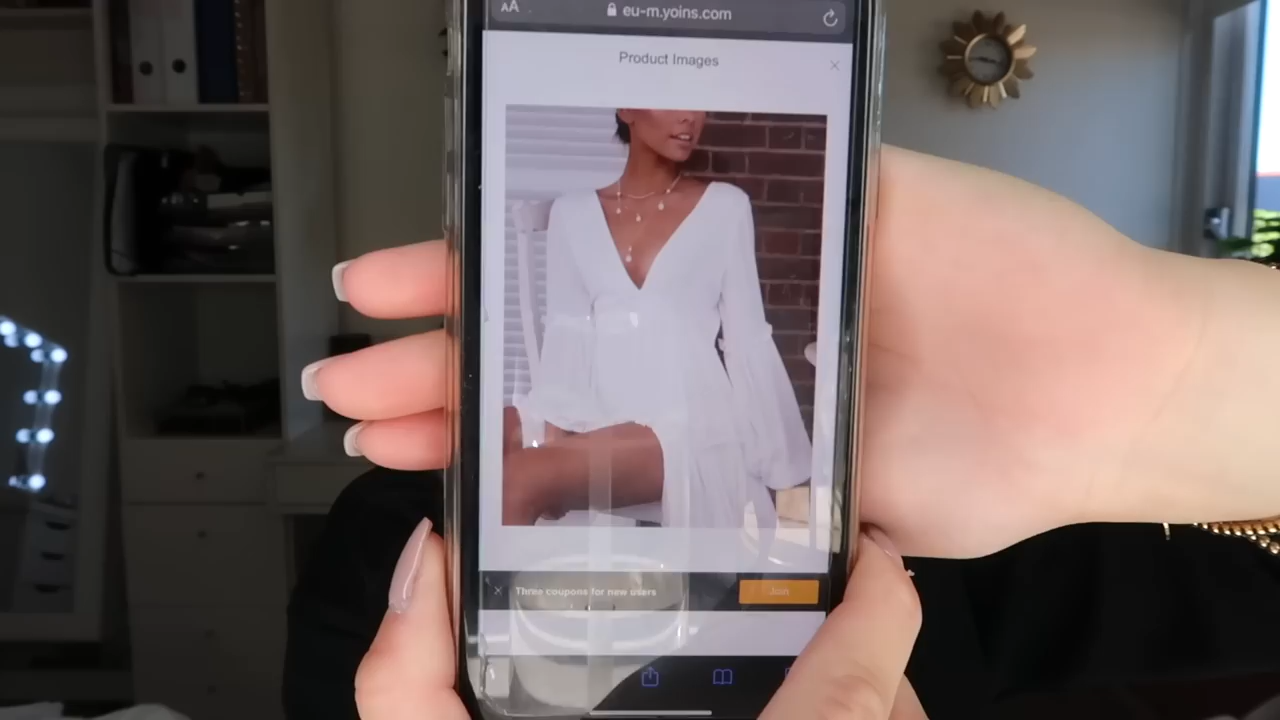 AA
eu-m.yoins.com
Product Images
Three coupons for new users
Join